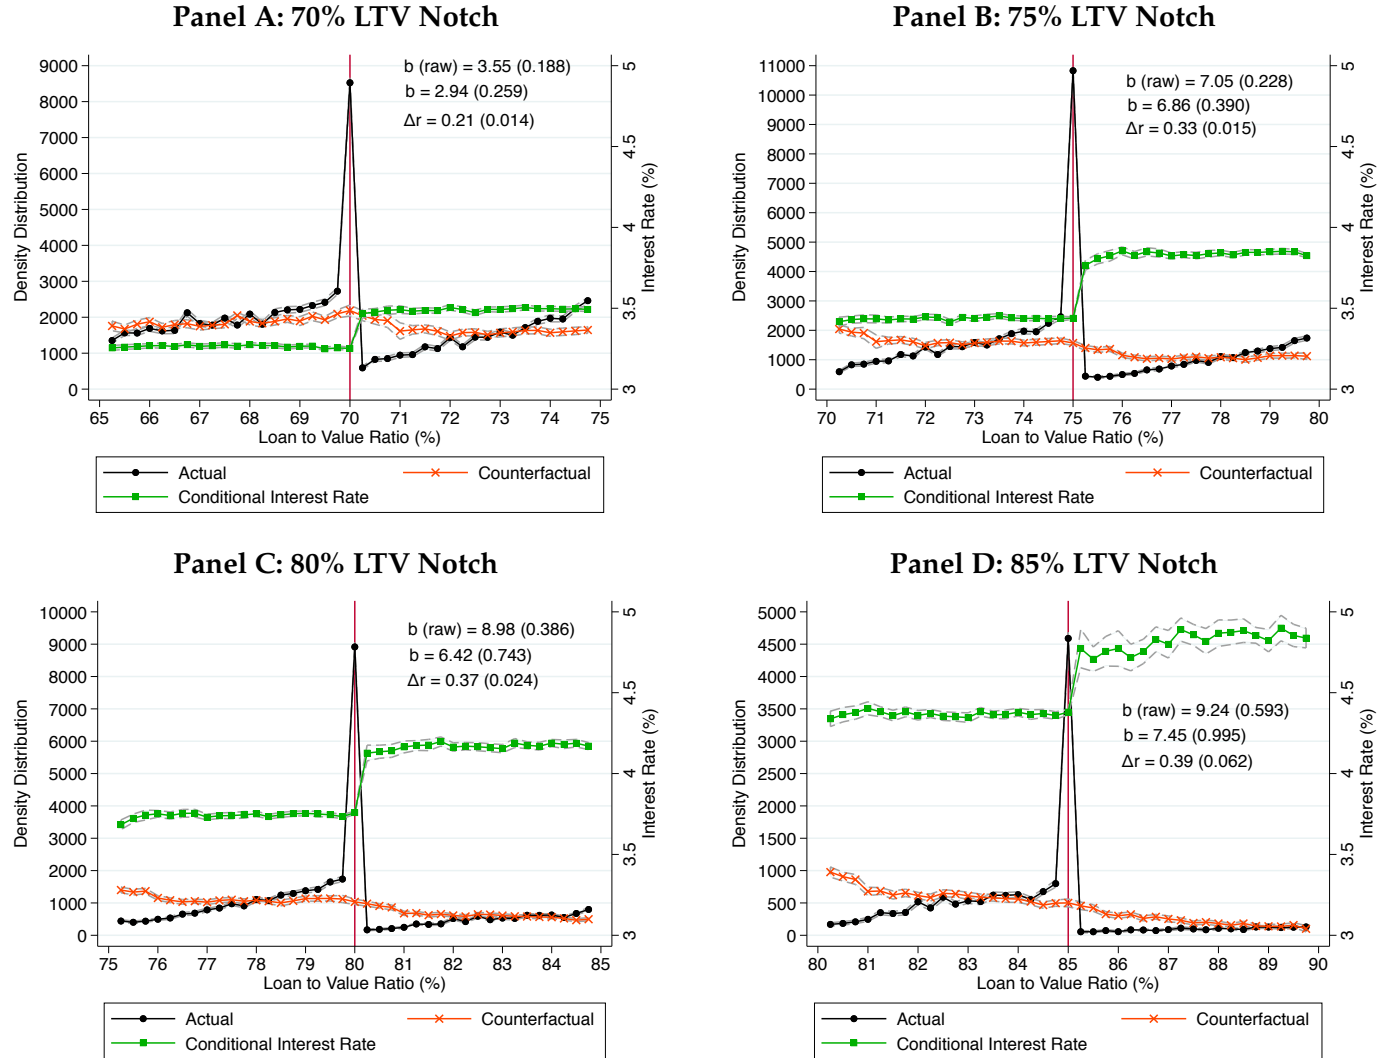 Panel A: 70% LTV Notch
b (raw) = 3.55 (0.188)
b = 2.94 (0.259)
Δr = 0.21 (0.014)
Density Distribution
9000
8000
7000
6000
5000
4000
3000
2000
1000
0
Interest Rate (%)
5
4.5
4
3.5
3
65 66 67 68 69 70 71 72 73 74 75
Loan to Value Ratio (%)
Actual
Counterfactual
Conditional Interest Rate
Panel B: 75% LTV Notch
b (raw) = 7.05 (0.228)
b = 6.86 (0.390)
Δr = 0.33 (0.015)
Density Distribution
11000
10000
9000
8000
7000
6000
5000
4000
3000
2000
1000
0
Interest Rate (%)
5
4.5
4
3.5
3
70 71 72 73 74 75 76 77 78 79 80
Loan to Value Ratio (%)
Actual
Counterfactual
Conditional Interest Rate
Panel C: 80% LTV Notch
b (raw) = 8.98 (0.386)
b = 6.42 (0.743)
Δr = 0.37 (0.024)
Density Distribution
10000
9000
8000
7000
6000
5000
4000
3000
2000
1000
0
Interest Rate (%)
5
4.5
4
3.5
3
75 76 77 78 79 80 81 82 83 84 85
Loan to Value Ratio (%)
Actual
Counterfactual
Conditional Interest Rate
Panel D: 85% LTV Notch
b (raw) = 9.24 (0.593)
b = 7.45 (0.995)
Δr = 0.39 (0.062)
Density Distribution
5000
4500
4000
3500
3000
2500
2000
1500
1000
500
0
Interest Rate (%)
5
4.5
4
3.5
3
80 81 82 83 84 85 86 87 88 89 90
Loan to Value Ratio (%)
Actual
Counterfactual
Conditional Interest Rate